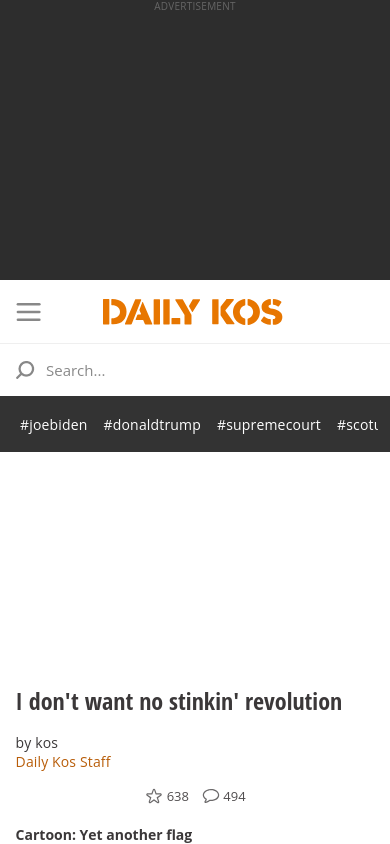 ADVERTISEMENT
DAILY KOS
Search...
#joebiden #donaldtrump #supremecourt #scotu
I don't want no stinkin' revolution
by kos
Daily Kos Staff
638 494
Cartoon: Yet another flag